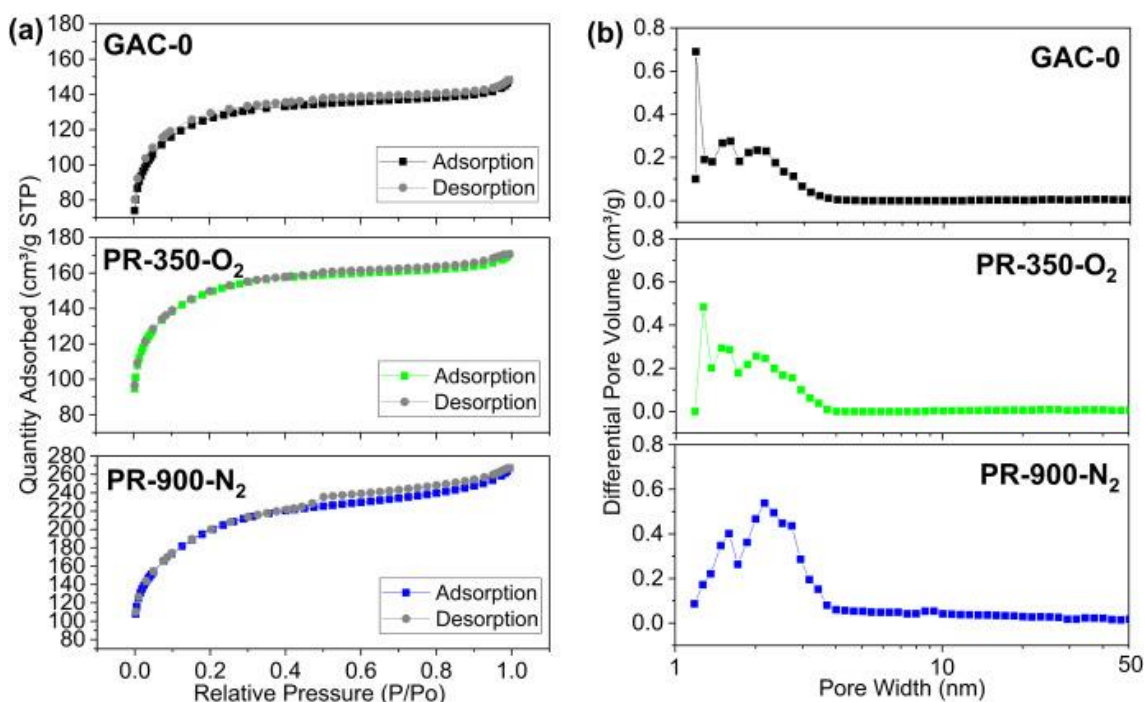 (a)
GAC-0
180
160
140
120
100
80
Adsorption
Desorption
PR-350-O₂
180
160
140
120
100
80
Adsorption
Desorption
PR-900-N₂
280
260
240
220
200
180
160
140
120
100
80
Adsorption
Desorption
0.0 0.2 0.4 0.6 0.8 1.0
Relative Pressure (P/Po)
Quantity Adsorbed (cm³/g STP)
(b)
GAC-0
0.8
0.6
0.4
0.2
0.0
PR-350-O₂
0.8
0.6
0.4
0.2
0.0
PR-900-N₂
0.8
0.6
0.4
0.2
0.0
1 10 50
Pore Width (nm)
Differential Pore Volume (cm³/g)